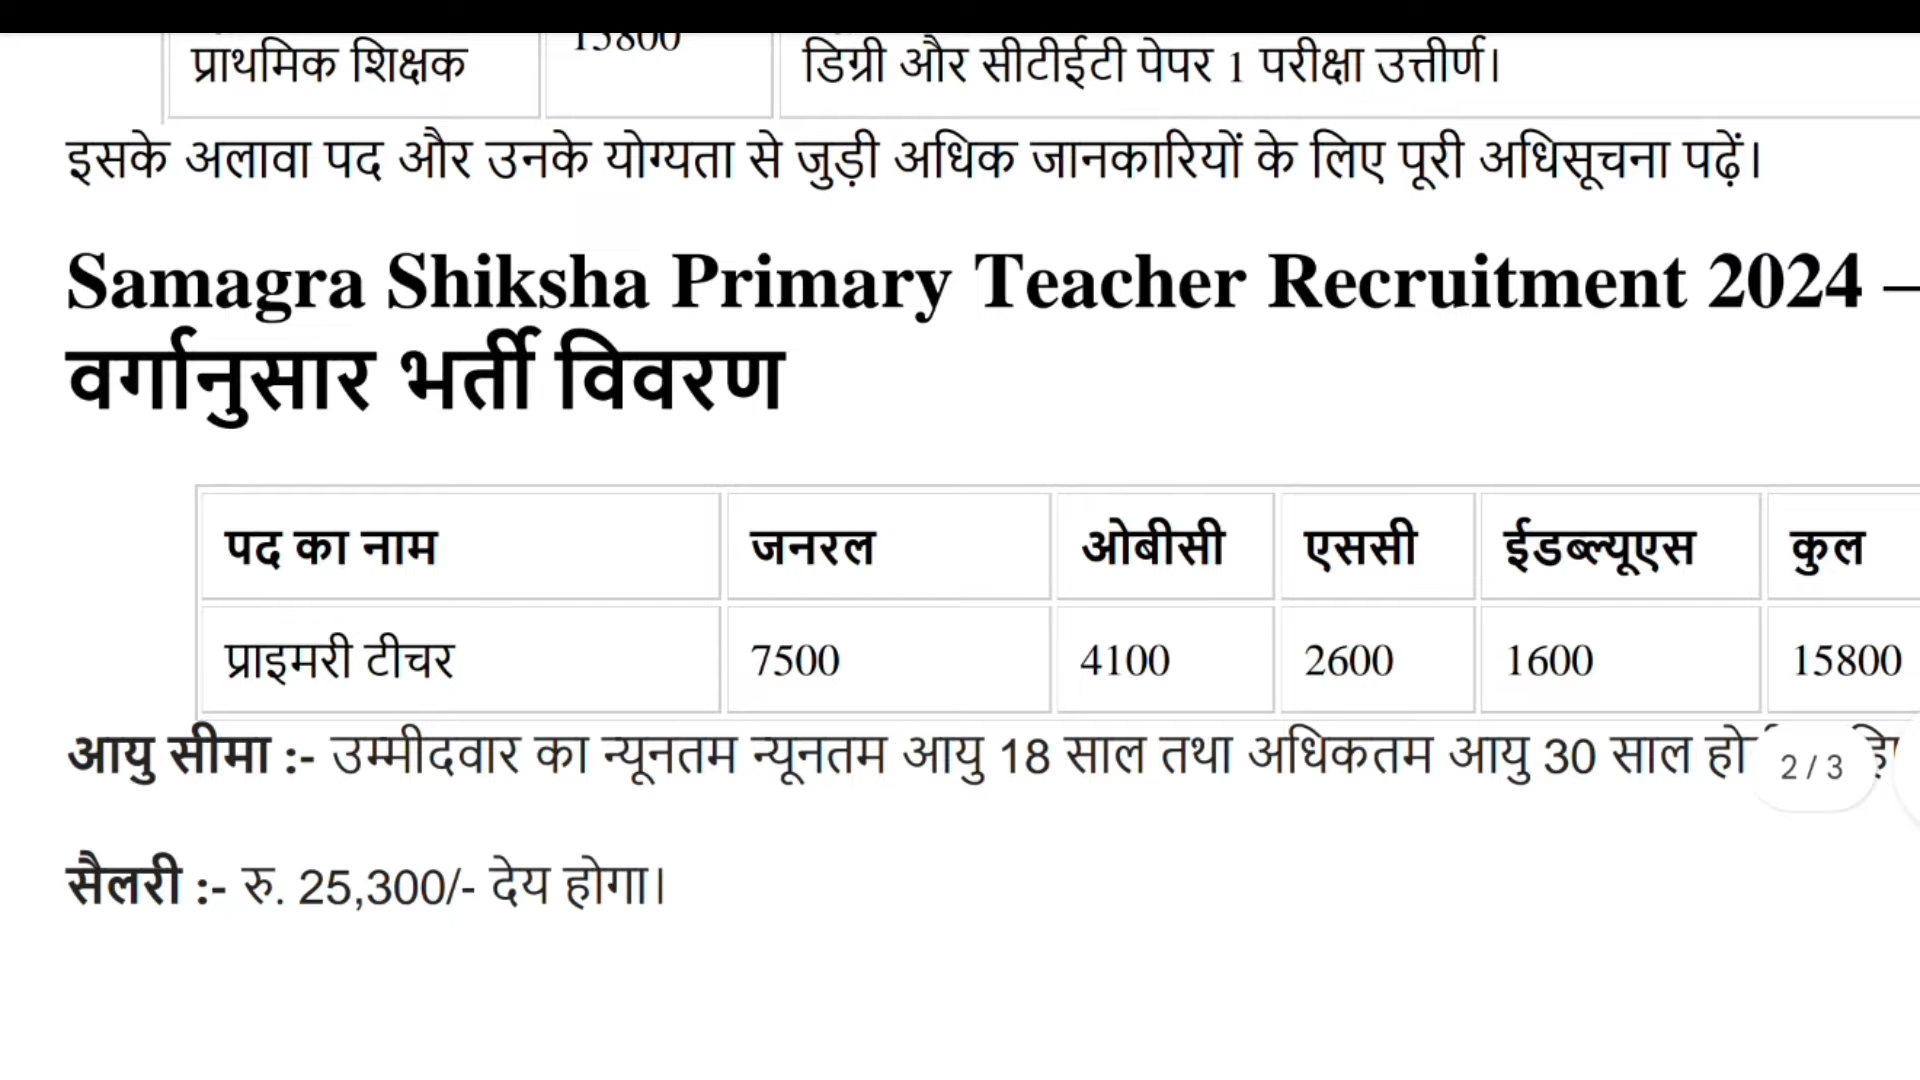 प्राथमिक शिक्षक 15800 डिग्री और सीटीईटी पेपर 1 परीक्षा उत्तीर्ण।
इसके अलावा पद और उनके योग्यता से जुड़ी अधिक जानकारियों के लिए पूरी अधिसूचना पढ़ें।
Samagra Shiksha Primary Teacher Recruitment 2024 –
वर्गानुसार भर्ती विवरण
पद का नाम जनरल ओबीसी एससी ईडब्ल्यूएस कुल
प्राइमरी टीचर 7500 4100 2600 1600 15800
आयु सीमा :- उम्मीदवार का न्यूनतम न्यूनतम आयु 18 साल तथा अधिकतम आयु 30 साल
2 / 3
सैलरी :- रु. 25,300/- देय होगा।